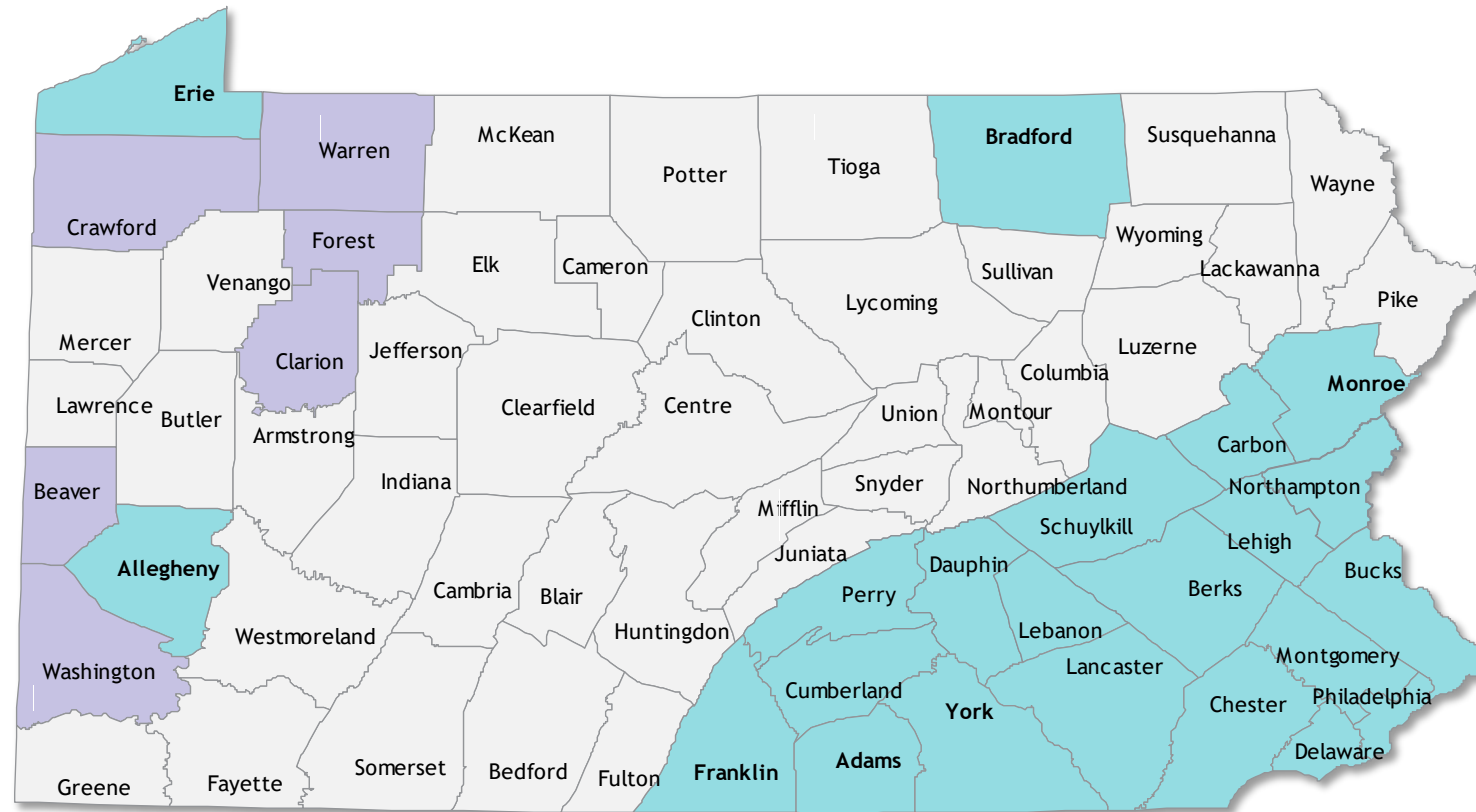 Erie
Warren
McKean
Bradford
Susquehanna
Potter
Tioga
Wayne
Crawford
Forest
Wyoming
Venango
Elk
Cameron
Sullivan
Lackawanna
Lycoming
Pike
Mercer
Clinton
Clarion
Jefferson
Luzerne
Columbia
Monroe
Lawrence
Butler
Clearfield
Centre
Union
Montour
Armstrong
Carbon
Beaver
Indiana
Snyder
Northumberland
Northampton
Mifflin
Schuylkill
Lehigh
Juniata
Allegheny
Dauphin
Bucks
Cambria
Blair
Perry
Berks
Westmoreland
Huntingdon
Lebanon
Washington
Lancaster
Montgomery
Cumberland
Philadelphia
York
Chester
Greene
Fayette
Somerset
Bedford
Fulton
Franklin
Adams
Delaware